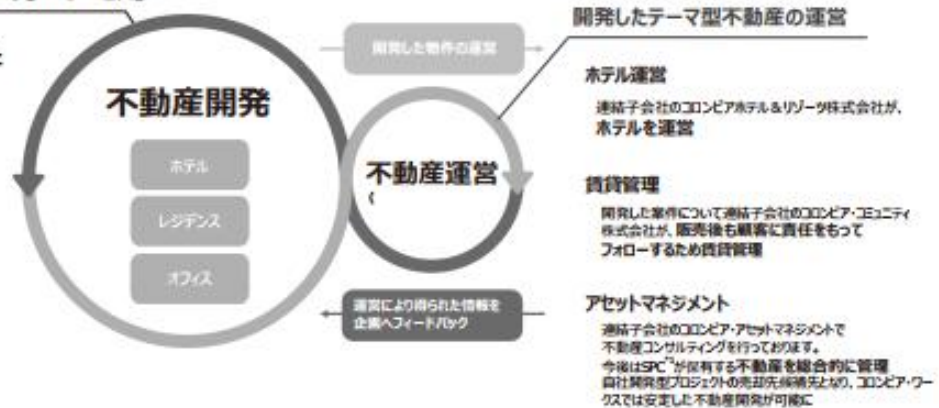 開発したテーマ型不動産の運営
開発した物件の運営
不動産開発
ホテル
レジデンス
オフィス
不動産運営
運営により得られた情報を
企画へフィードバック
ホテル運営
連結子会社のコロンビアホテル&リゾーツ株式会社が、
ホテルを運営
賃貸管理
開発した案件について連結子会社のコロンビア・コミュニティ
株式会社が、販売後も顧客に責任をもって
フォローするため賃貸管理
アセットマネジメント
連結子会社のコロンビア・アセットマネジメントで
不動産コンサルティングを行っております。
今後はSPCが保有する不動産を総合的に管理
自社開発型プロジェクトの売却先候補先となり、コロンビア・ワー
クスでは安定した不動産開発が可能に